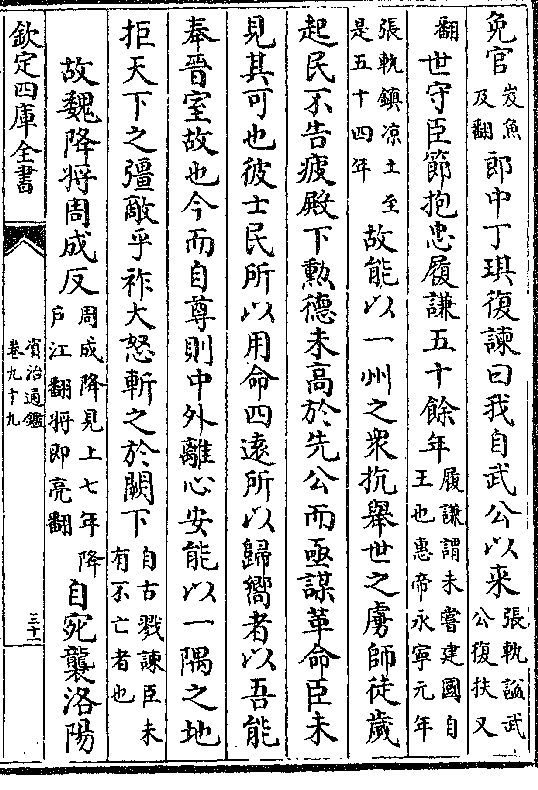 免官岌魚及翻郎中丁琪復諫曰我自武公以来張軌諡武公復扶又
翻世守臣節抱忠履謙五十餘年履謙謂未嘗建國自王也惠帝永寧元年
張軌鎮凉土至是五十四年故能以一州之衆抗舉世之虜師徒歲
起民不告疲殿下勲德未高於先公而亟謀革命臣未
見其可也彼士民所以用命四遠所以歸嚮者以吾能
奉晉室故也今而自尊則中外離心安能以一隅之地
拒天下之彊敵乎祚大怒斬之於闕下自古戮諫臣未有不亡者也
故魏降將周成反周成降見上七年降户江翻將即亮翻自宛襲洛陽
欽定四庫全書
資治通鑑
卷九十九
三十一